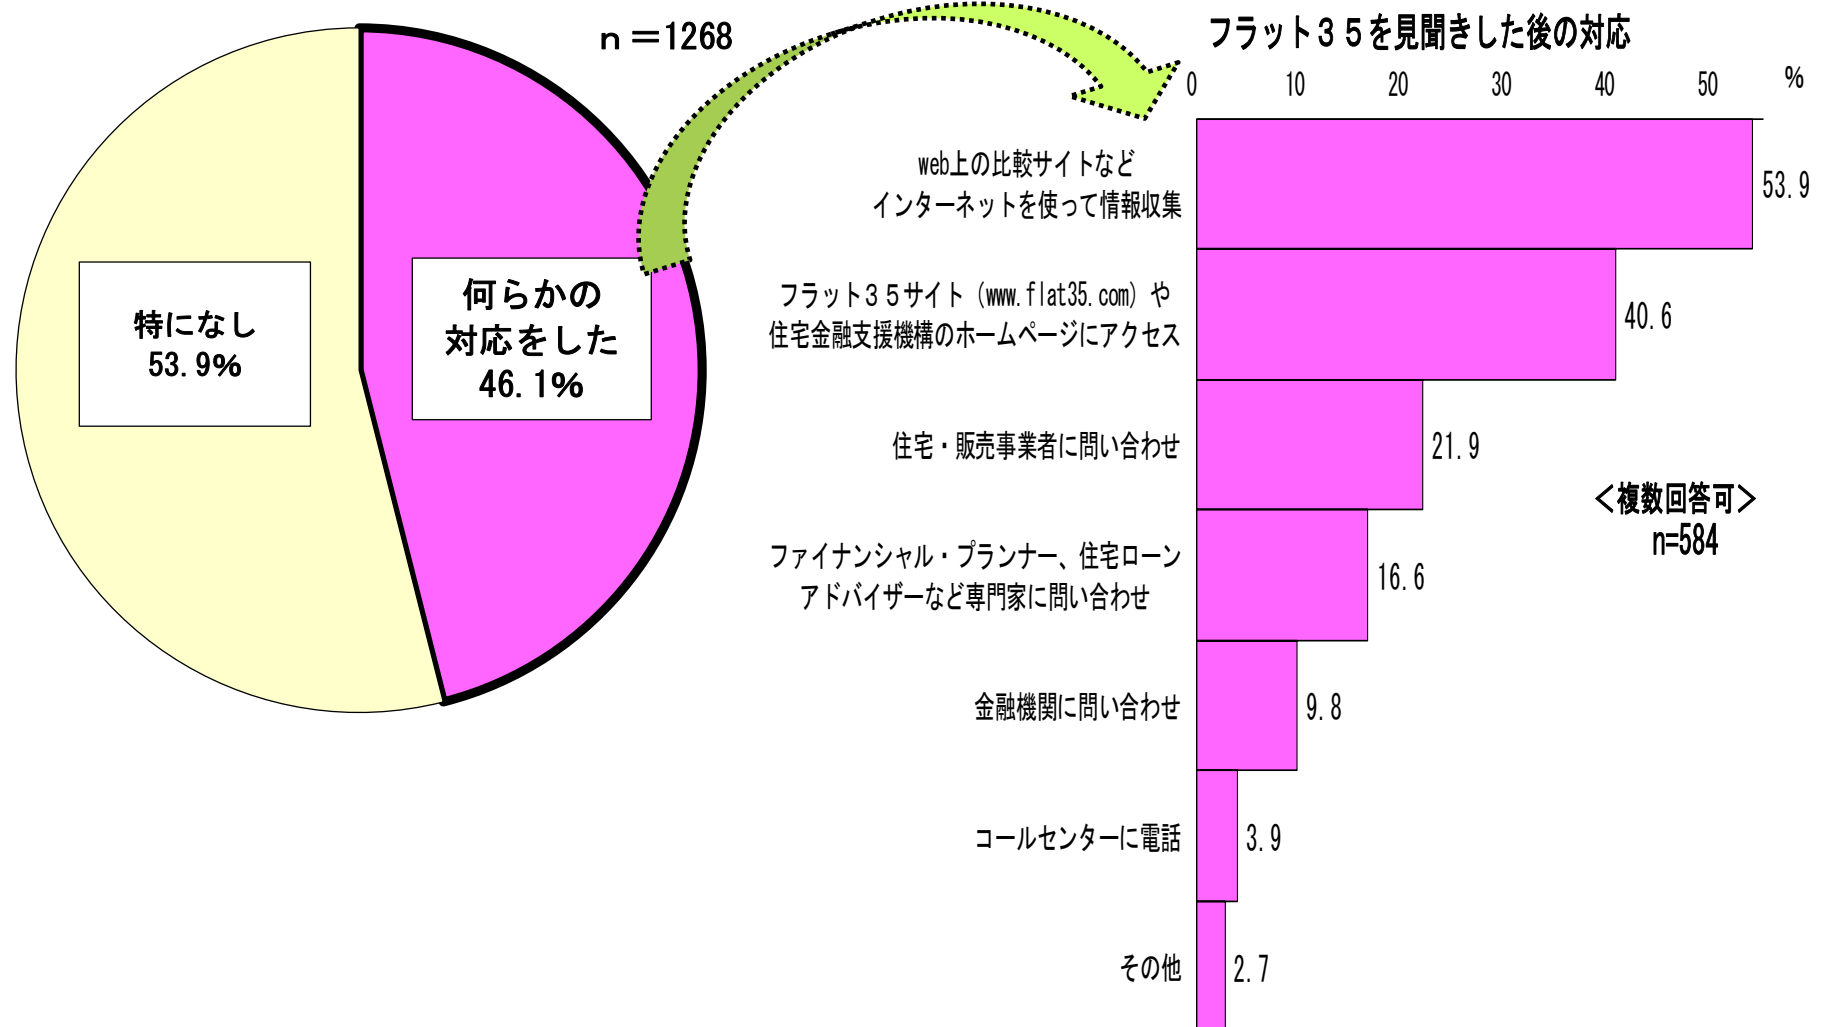 n＝1268
特になし
53.9%
何らかの
対応をした
46.1%
フラット３５を見聞きした後の対応
0 10 20 30 40 50 %
web上の比較サイトなど
インターネットを使って情報収集
53.9
フラット３５サイト（www.flat35.com）や
住宅金融支援機構のホームページにアクセス
40.6
住宅・販売事業者に問い合わせ
21.9
＜複数回答可＞
n=584
ファイナンシャル・プランナー、住宅ローン
アドバイザーなど専門家に問い合わせ
16.6
金融機関に問い合わせ
9.8
コールセンターに電話
3.9
その他
2.7